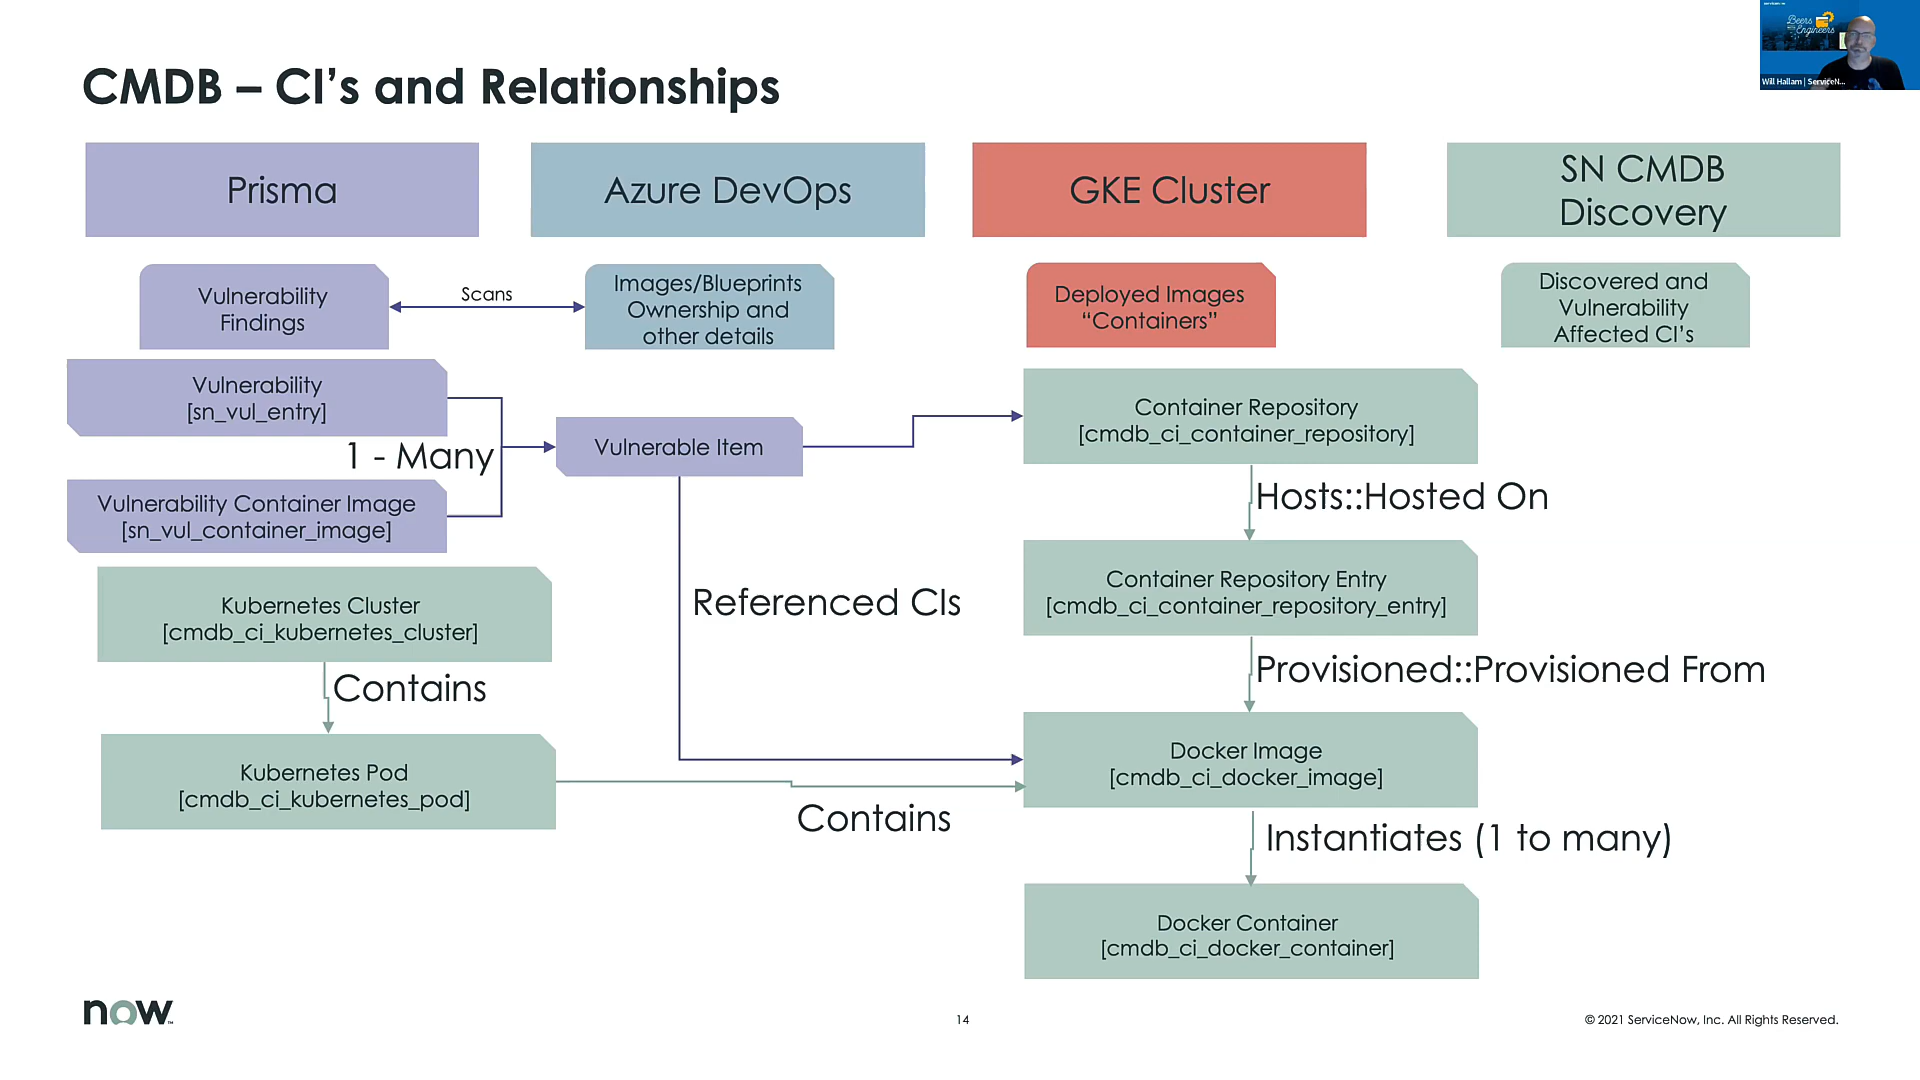 CMDB – CI's and Relationships
Beers
Engineers
Will Hallam | ServiceN...
Prisma
Azure DevOps
GKE Cluster
SN CMDB
Discovery
Vulnerability
Findings
Scans
Images/Blueprints
Ownership and
other details
Deployed Images
“Containers”
Discovered and
Vulnerability
Affected CI's
Vulnerability
[sn_vul_entry]
1 - Many
Vulnerability Container Image
[sn_vul_container_image]
Vulnerable Item
Container Repository
[cmdb_ci_container_repository]
Hosts::Hosted On
Container Repository Entry
[cmdb_ci_container_repository_entry]
Referenced CIs
Kubernetes Cluster
[cmdb_ci_kubernetes_cluster]
Contains
Provisioned::Provisioned From
Kubernetes Pod
[cmdb_ci_kubernetes_pod]
Docker Image
[cmdb_ci_docker_image]
Contains
Instantiates (1 to many)
Docker Container
[cmdb_ci_docker_container]
now
14
© 2021 ServiceNow, Inc. All Rights Reserved.